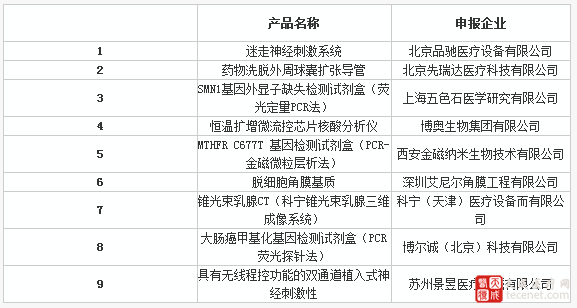 产品名称 申报企业
1 迷走神经刺激系统 北京品驰医疗设备有限公司
2 药物洗脱外周球囊扩张导管 北京先瑞达医疗科技有限公司
3 SMN1基因外显子缺失检测试剂盒（荧 上海五色石医学研究有限公司
光定量PCR法）
4 恒温扩增微流控芯片核酸分析仪 博奥生物集团有限公司
5 MTHFR C677T 基因检测试剂盒（PCR- 西安金磁纳米生物技术有限公司
金磁微粒层析法）
6 脱细胞角膜基质 深圳艾尼尔角膜工程有限公司
7 锥光束乳腺CT（科宁锥光束乳腺三维 科宁（天津）医疗设备而有限公
成像系统） 司
8 大肠癌甲基化基因检测试剂盒（PCR 博尔诚（北京）科技有限公司
荧光探针法）
9 具有无线程控功能的双通道植入式神 苏州景昱医疗 有限公司
经刺激性
tecenet.com